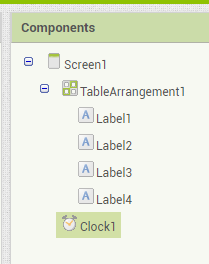 Components
Screen1
TableArrangement1
A Label1
A Label2
A Label3
A Label4
Clock1